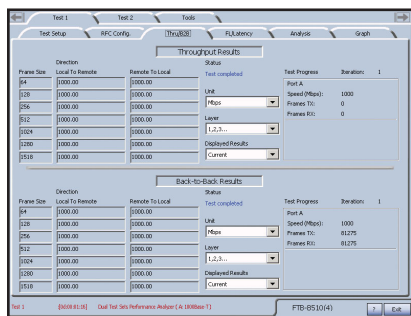 Test 1 Test 2 Tools
Test Setup RFC Config. Thru/B2B FL/Latency Analysis Graph
Throughput Results
Direction Status
Frame Size Local To Remote Remote To Local Test completed Test Progress Iteration: 1
64 1000.00 1000.00
Port A
128 1000.00 1000.00 Unit Speed (Mbps): 1000
256 1000.00 1000.00 Mbps Frames TX: 0
Frames RX: 0
512 1000.00 1000.00 Layer
1024 1000.00 1000.00 1,2,3...
1280 1000.00 1000.00 Displayed Results
1518 1000.00 1000.00 Current
Back-to-Back Results
Direction Status
Frame Size Local To Remote Remote To Local Test completed Test Progress Iteration: 1
64 1000.00 1000.00
Port A
128 1000.00 1000.00 Unit Speed (Mbps): 1000
256 1000.00 1000.00 Mbps Frames TX: 81275
Frames RX: 81275
512 1000.00 1000.00 Layer
1024 1000.00 1000.00 1,2,3...
1280 1000.00 1000.00 Displayed Results
1518 1000.00 1000.00 Current
Test 1 Dual Test Sets Performance Analyzer ( A: 1000Base T) FTB-8510(4) ? Exit